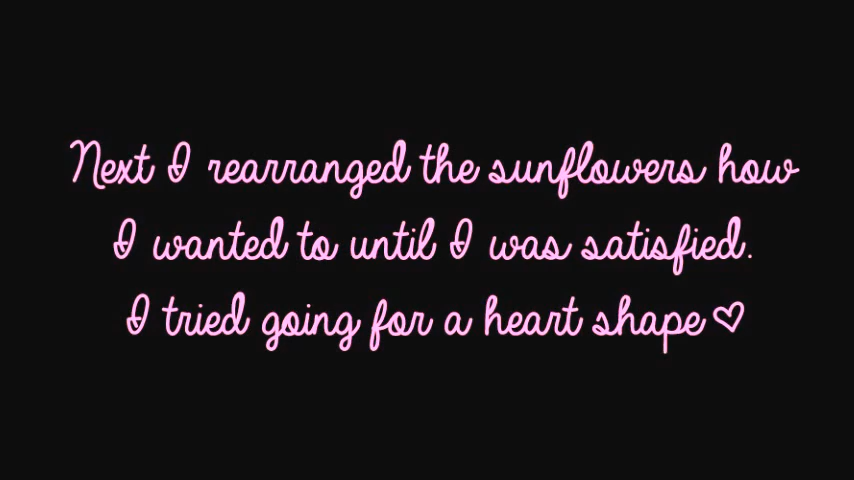 Next I rearranged the sunflowers how
I wanted to until I was satisfied.
I tried going for a heart shape♡